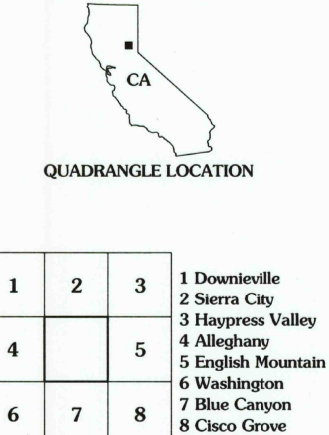 CA
QUADRANGLE LOCATION
1 2 3
4 5
6 7 8
1 Downieville
2 Sierra City
3 Haypress Valley
4 Alleghany
5 English Mountain
6 Washington
7 Blue Canyon
8 Cisco Grove